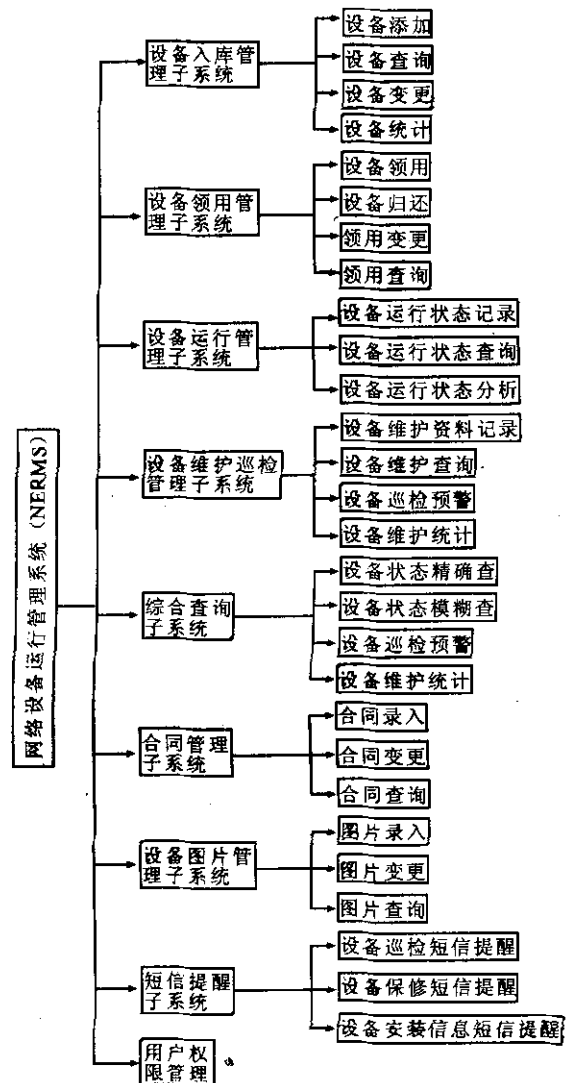 网络设备运行管理系统(NERMS)
设备入库管
理子系统
设备添加
设备查询
设备变更
设备统计
设备领用管
理子系统
设备领用
设备归还
领用变更
领用查询
设备运行管
理子系统
设备运行状态记录
设备运行状态查询
设备运行状态分析
设备维护巡检
管理子系统
设备维护资料记录
设备维护查询
设备巡检预警
设备维护统计
综合查询
子系统
设备状态精确查
设备状态模糊查
设备巡检预警
设备维护统计
合同管理
子系统
合同录入
合同变更
合同查询
设备图片管
理子系统
图片录入
图片变更
图片查询
短信提醒
子系统
设备巡检短信提醒
设备保修短信提醒
设备安装信息短信提醒
用户权
限管理